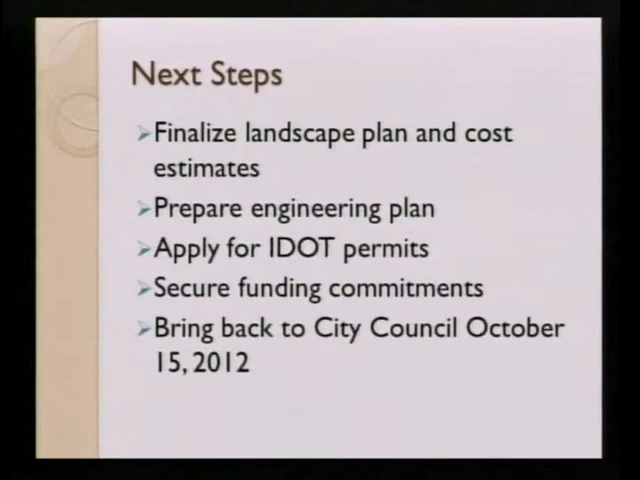 Next Steps
Finalize landscape plan and cost
estimates
Prepare engineering plan
Apply for IDOT permits
Secure funding commitments
Bring back to City Council October
15, 2012